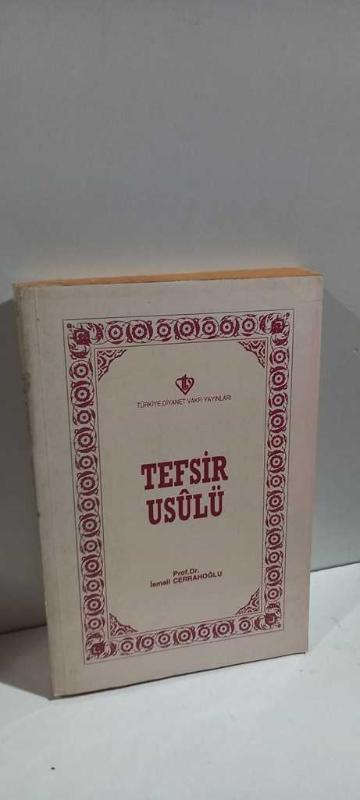 TÜRKİYE DİYANET VAKFI YAYINLARI
TEFSİR
USÛLÜ
Prof. Dr.
İsmail CERRAHOĞLU